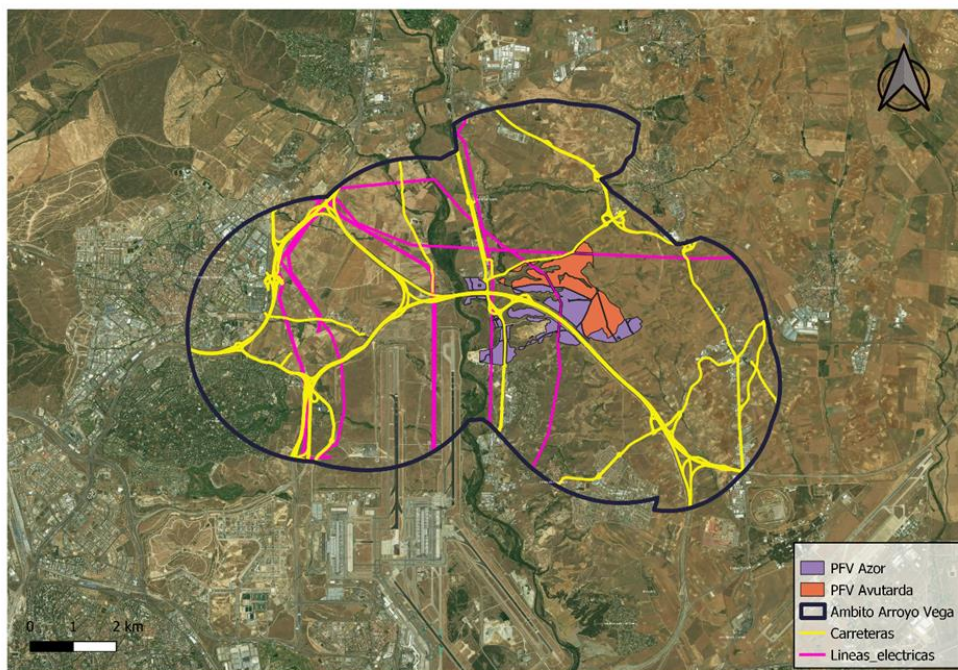 PFV Azor
PFV Avutarda
Ambito Arroyo Vega
Carreteras
Lineas_electricas
0 1 2 km